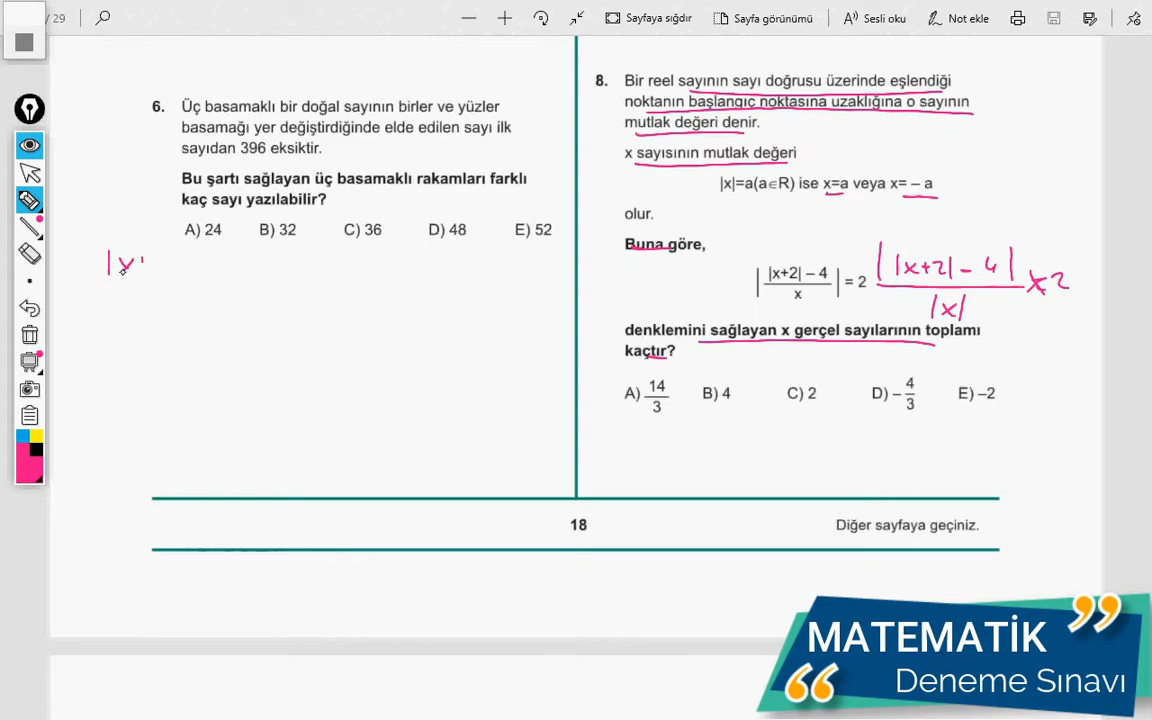 / 29
Sayfaya sığdır
Sayfa görünümü
Sesli oku
Not ekle
6. Üç basamaklı bir doğal sayının birler ve yüzler
basamağı yer değiştirdiğinde elde edilen sayı ilk
sayıdan 396 eksiktir.
Bu şartı sağlayan üç basamaklı rakamları farklı
kaç sayı yazılabilir?
A) 24 B) 32 C) 36 D) 48 E) 52
|x'
8. Bir reel sayının sayı doğrusu üzerinde eşlendiği
noktanın başlangıç noktasına uzaklığına o sayının
mutlak değeri denir.
x sayısının mutlak değeri
|x|=a(a∈R) ise x=a veya x= – a
olur.
Buna göre,
| |x+2| – 4 / x | = 2
| |x+2| - 4 |
|x|
2
denklemini sağlayan x gerçel sayılarının toplamı
kaçtır?
A) 14/3 B) 4 C) 2 D) – 4/3 E) –2
18
Diğer sayfaya geçiniz.
MATEMATİK
Deneme Sınavı